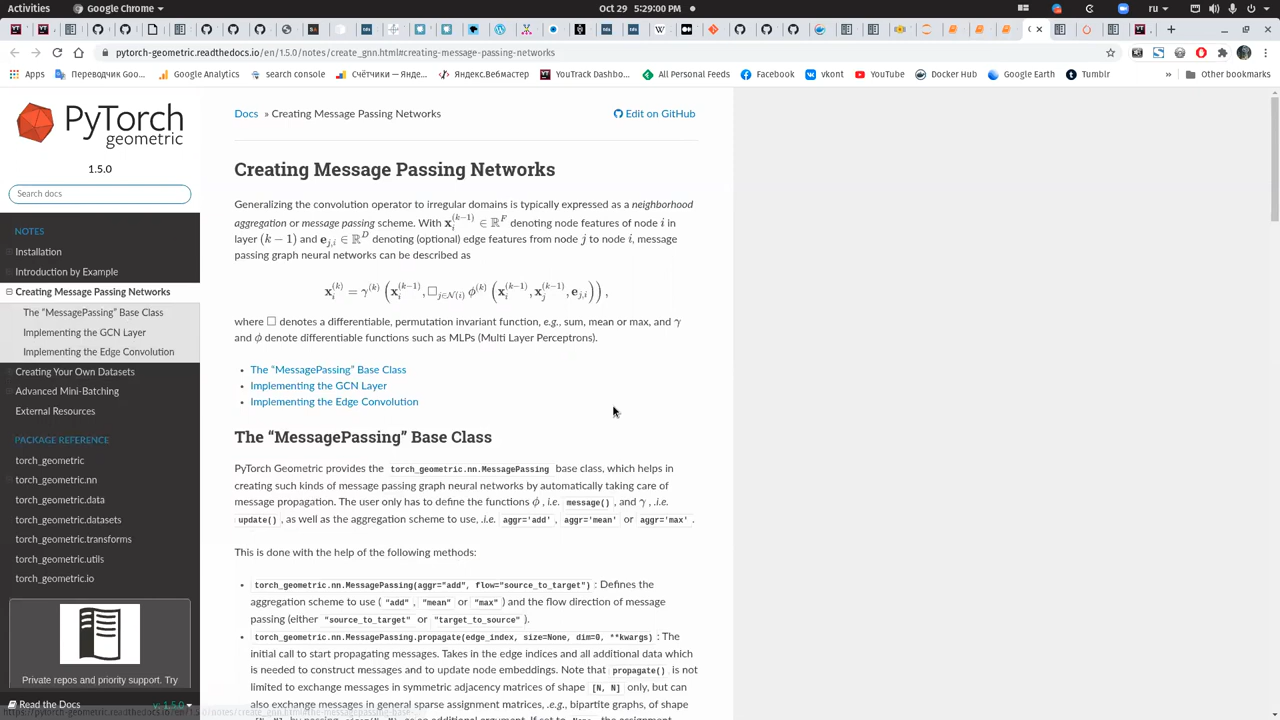 Activities Google Chrome Oct 29 5:29:00 PM ru
pytorch-geometric.readthedocs.io/en/1.5.0/notes/create_gnn.html#creating-message-passing-networks
Apps Переводчик Goo... Google Analytics search console Счётчики — Янде... Яндекс.Вебмастер YouTrack Dashbo... All Personal Feeds Facebook vkont YouTube Docker Hub Google Earth Tumblr » Other bookmarks
PyTorch
geometric
1.5.0
Search docs
NOTES
Installation
Introduction by Example
Creating Message Passing Networks
The “MessagePassing” Base Class
Implementing the GCN Layer
Implementing the Edge Convolution
Creating Your Own Datasets
Advanced Mini-Batching
External Resources
PACKAGE REFERENCE
torch_geometric
torch_geometric.nn
torch_geometric.data
torch_geometric.datasets
torch_geometric.transforms
torch_geometric.utils
torch_geometric.io
Private repos and priority support. Try
Read the Docs v: 1.5.0
Docs » Creating Message Passing Networks Edit on GitHub
Creating Message Passing Networks
Generalizing the convolution operator to irregular domains is typically expressed as a neighborhood
aggregation or message passing scheme. With x_i^(k−1) ∈ ℝ^F denoting node features of node i in
layer (k − 1) and e_j,i ∈ ℝ^D denoting (optional) edge features from node j to node i, message
passing graph neural networks can be described as
x_i^(k) = γ^(k) (x_i^(k−1), □_j∈𝒩(i) ϕ^(k) (x_i^(k−1), x_j^(k−1), e_j,i)),
where □ denotes a differentiable, permutation invariant function, e.g., sum, mean or max, and γ
and ϕ denote differentiable functions such as MLPs (Multi Layer Perceptrons).
• The “MessagePassing” Base Class
• Implementing the GCN Layer
• Implementing the Edge Convolution
The “MessagePassing” Base Class
PyTorch Geometric provides the torch_geometric.nn.MessagePassing base class, which helps in
creating such kinds of message passing graph neural networks by automatically taking care of
message propagation. The user only has to define the functions ϕ , i.e. message() , and γ , .i.e.
update() , as well as the aggregation scheme to use, .i.e. aggr='add' , aggr='mean' or aggr='max' .
This is done with the help of the following methods:
• torch_geometric.nn.MessagePassing(aggr="add", flow="source_to_target") : Defines the
aggregation scheme to use ( "add" , "mean" or "max" ) and the flow direction of message
passing (either "source_to_target" or "target_to_source" ).
• torch_geometric.nn.MessagePassing.propagate(edge_index, size=None, dim=0, **kwargs) : The
initial call to start propagating messages. Takes in the edge indices and all additional data which
is needed to construct messages and to update node embeddings. Note that propagate() is not
limited to exchange messages in symmetric adjacency matrices of shape [N, N] only, but can
also exchange messages in general sparse assignment matrices, .e.g., bipartite graphs, of shape